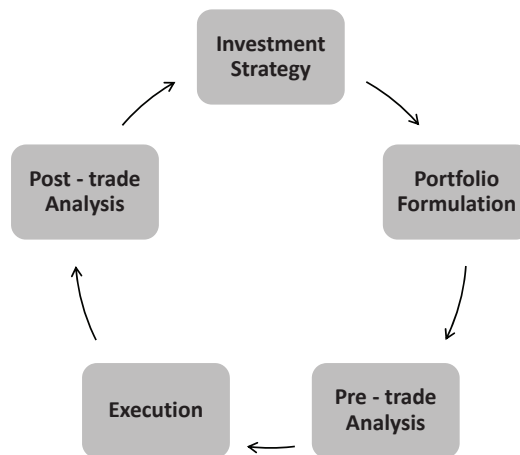 Investment
Strategy
Portfolio
Formulation
Pre - trade
Analysis
Execution
Post - trade
Analysis